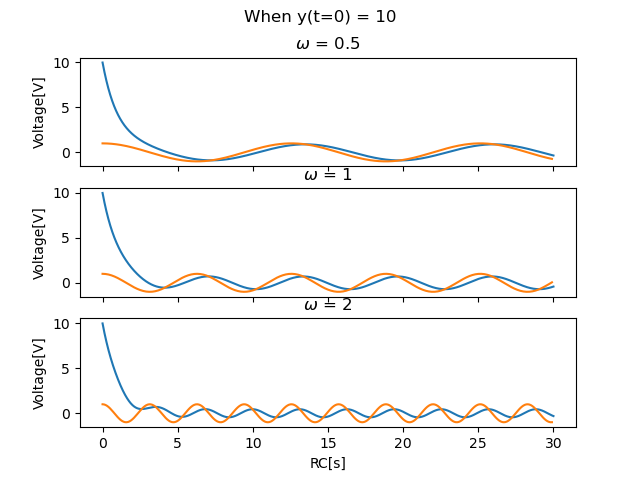 When y(t=0) = 10
ω = 0.5
Voltage[V]
10
5
0
ω = 1
Voltage[V]
10
5
0
ω = 2
Voltage[V]
10
5
0
0 5 10 15 20 25 30
RC[s]